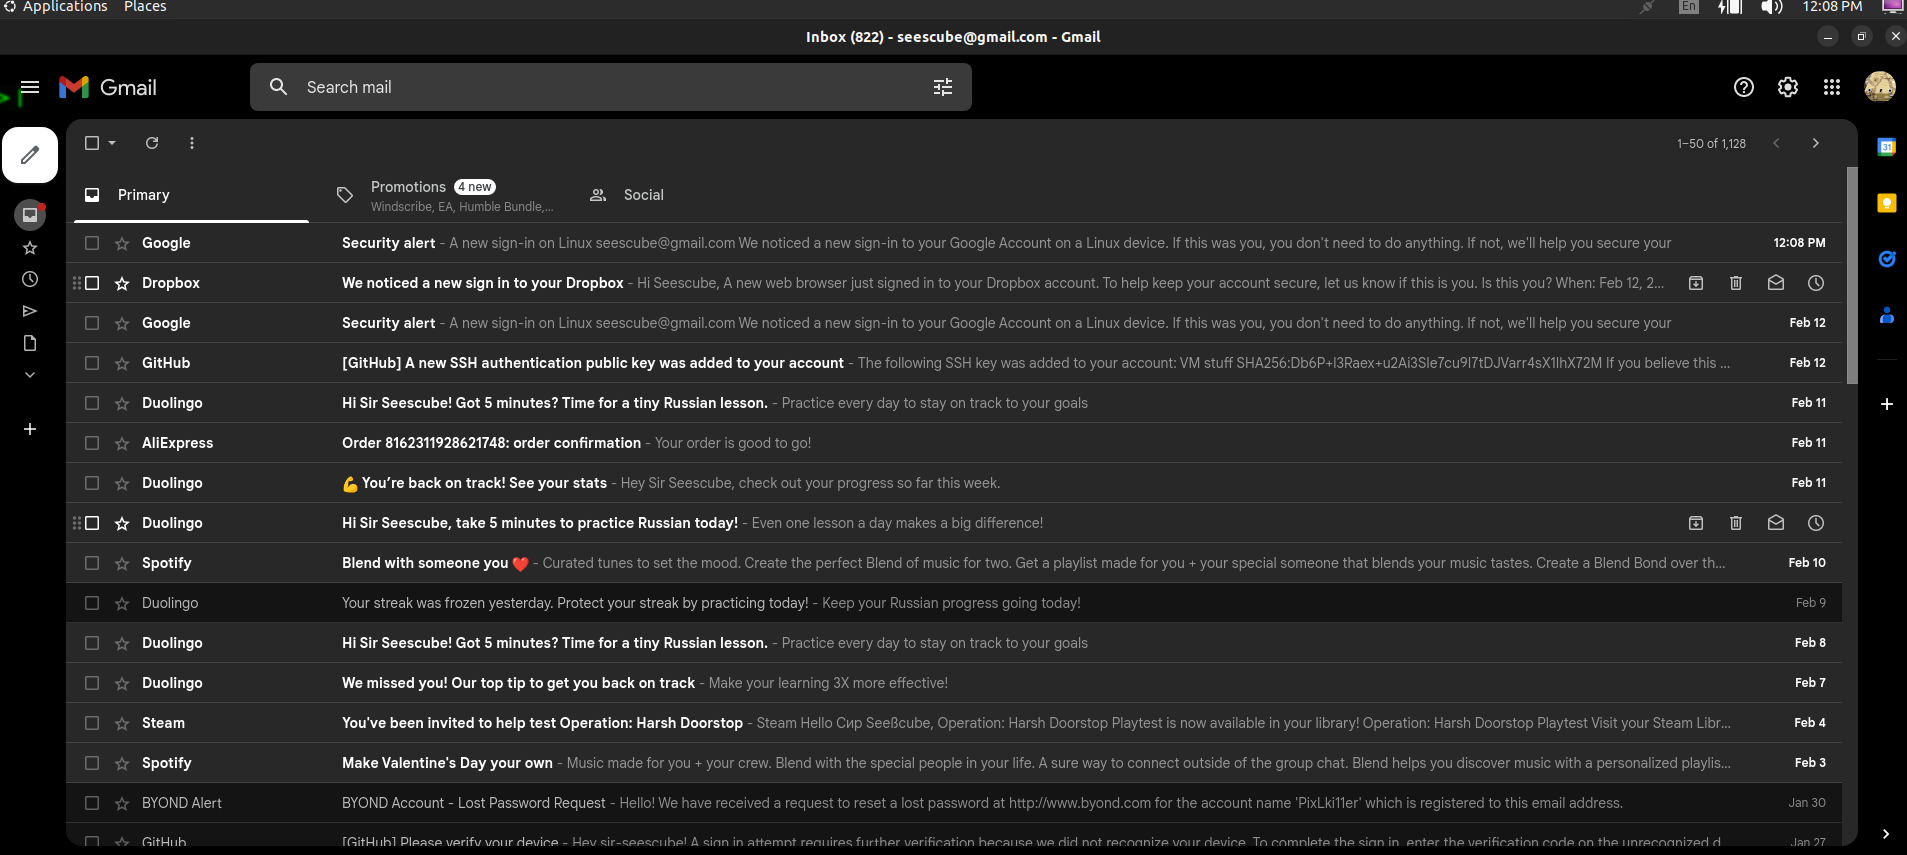 Applications Places En 12:08 PM
Inbox (822) - seescube@gmail.com - Gmail
Gmail Search mail
1–50 of 1,128
Primary Promotions 4 new Social
Windscribe, EA, Humble Bundle,...
Google Security alert - A new sign-in on Linux seescube@gmail.com We noticed a new sign-in to your Google Account on a Linux device. If this was you, you don't need to do anything. If not, we'll help you secure your 12:08 PM
Dropbox We noticed a new sign in to your Dropbox - Hi Seescube, A new web browser just signed in to your Dropbox account. To help keep your account secure, let us know if this is you. Is this you? When: Feb 12, 2...
Google Security alert - A new sign-in on Linux seescube@gmail.com We noticed a new sign-in to your Google Account on a Linux device. If this was you, you don't need to do anything. If not, we'll help you secure your Feb 12
GitHub [GitHub] A new SSH authentication public key was added to your account - The following SSH key was added to your account: VM stuff If you believe this ... Feb 12
Duolingo Hi Sir Seescube! Got 5 minutes? Time for a tiny Russian lesson. - Practice every day to stay on track to your goals Feb 11
AliExpress Order 8162311928621748: order confirmation - Your order is good to go! Feb 11
Duolingo 💪 You’re back on track! See your stats - Hey Sir Seescube, check out your progress so far this week. Feb 11
Duolingo Hi Sir Seescube, take 5 minutes to practice Russian today! - Even one lesson a day makes a big difference!
Spotify Blend with someone you ❤️ - Curated tunes to set the mood. Create the perfect Blend of music for two. Get a playlist made for you + your special someone that blends your music tastes. Create a Blend Bond over th... Feb 10
Duolingo Your streak was frozen yesterday. Protect your streak by practicing today! - Keep your Russian progress going today! Feb 9
Duolingo Hi Sir Seescube! Got 5 minutes? Time for a tiny Russian lesson. - Practice every day to stay on track to your goals Feb 8
Duolingo We missed you! Our top tip to get you back on track - Make your learning 3X more effective! Feb 7
Steam You've been invited to help test Operation: Harsh Doorstop - Steam Hello Сир Seeßcube, Operation: Harsh Doorstop Playtest is now available in your library! Operation: Harsh Doorstop Playtest Visit your Steam Libr... Feb 4
Spotify Make Valentine's Day your own - Music made for you + your crew. Blend with the special people in your life. A sure way to connect outside of the group chat. Blend helps you discover music with a personalized playlis... Feb 3
BYOND Alert BYOND Account - Lost Password Request - Hello! We have received a request to reset a lost password at http://www.byond.com for the account name 'PixLki11er' which is registered to this email address. Jan 30
GitHub [GitHub] Please verify your device - Hey sir-seescube! A sign in attempt requires further verification because we did not recognize your device. To complete the sign in, enter the verification code on the unrecognized d Jan 27